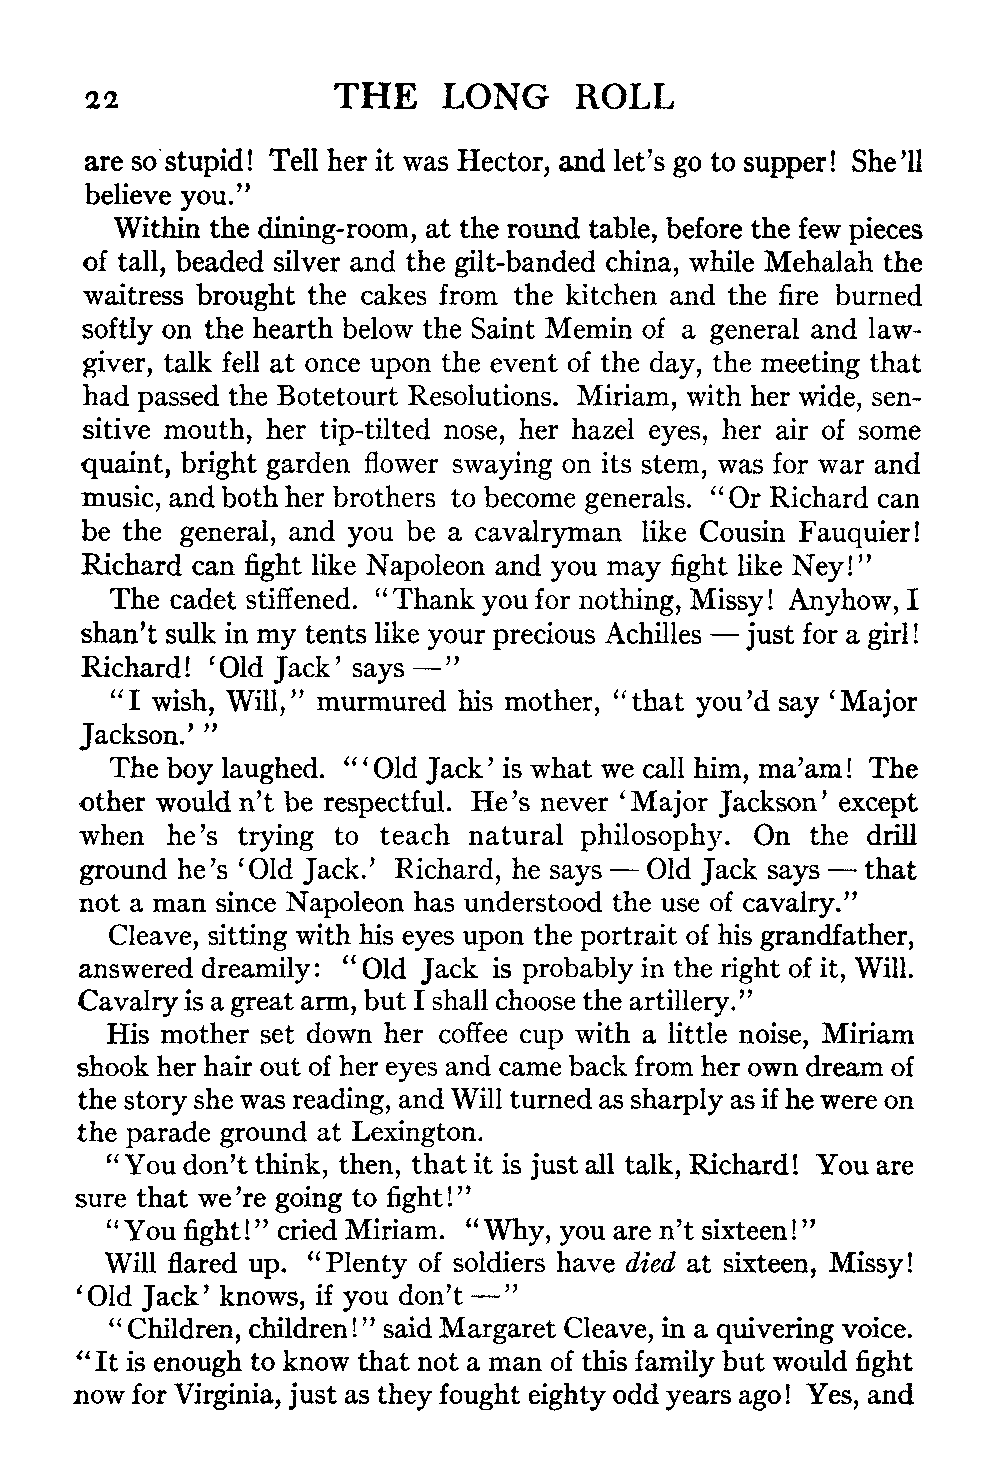 22 THE LONG ROLL
are so stupid! Tell her it was Hector, and let's go to supper! She'll
believe you."
Within the dining-room, at the round table, before the few pieces
of tall, beaded silver and the gilt-banded china, while Mehalah the
waitress brought the cakes from the kitchen and the fire burned
softly on the hearth below the Saint Memin of a general and law-
giver, talk fell at once upon the event of the day, the meeting that
had passed the Botetourt Resolutions. Miriam, with her wide, sen-
sitive mouth, her tip-tilted nose, her hazel eyes, her air of some
quaint, bright garden flower swaying on its stem, was for war and
music, and both her brothers to become generals. "Or Richard can
be the general, and you be a cavalryman like Cousin Fauquier!
Richard can fight like Napoleon and you may fight like Ney!"
The cadet stiffened. "Thank you for nothing, Missy! Anyhow, I
shan't sulk in my tents like your precious Achilles — just for a girl!
Richard! 'Old Jack' says —"
"I wish, Will," murmured his mother, "that you'd say 'Major
Jackson.'"
The boy laughed. "'Old Jack' is what we call him, ma'am! The
other would n't be respectful. He's never 'Major Jackson' except
when he's trying to teach natural philosophy. On the drill
ground he's 'Old Jack.' Richard, he says — Old Jack says — that
not a man since Napoleon has understood the use of cavalry."
Cleave, sitting with his eyes upon the portrait of his grandfather,
answered dreamily: "Old Jack is probably in the right of it, Will.
Cavalry is a great arm, but I shall choose the artillery."
His mother set down her coffee cup with a little noise, Miriam
shook her hair out of her eyes and came back from her own dream of
the story she was reading, and Will turned as sharply as if he were on
the parade ground at Lexington.
"You don't think, then, that it is just all talk, Richard! You are
sure that we're going to fight!"
"You fight!" cried Miriam. "Why, you are n't sixteen!"
Will flared up. "Plenty of soldiers have died at sixteen, Missy!
'Old Jack' knows, if you don't —"
"Children, children!" said Margaret Cleave, in a quivering voice.
"It is enough to know that not a man of this family but would fight
now for Virginia, just as they fought eighty odd years ago! Yes, and